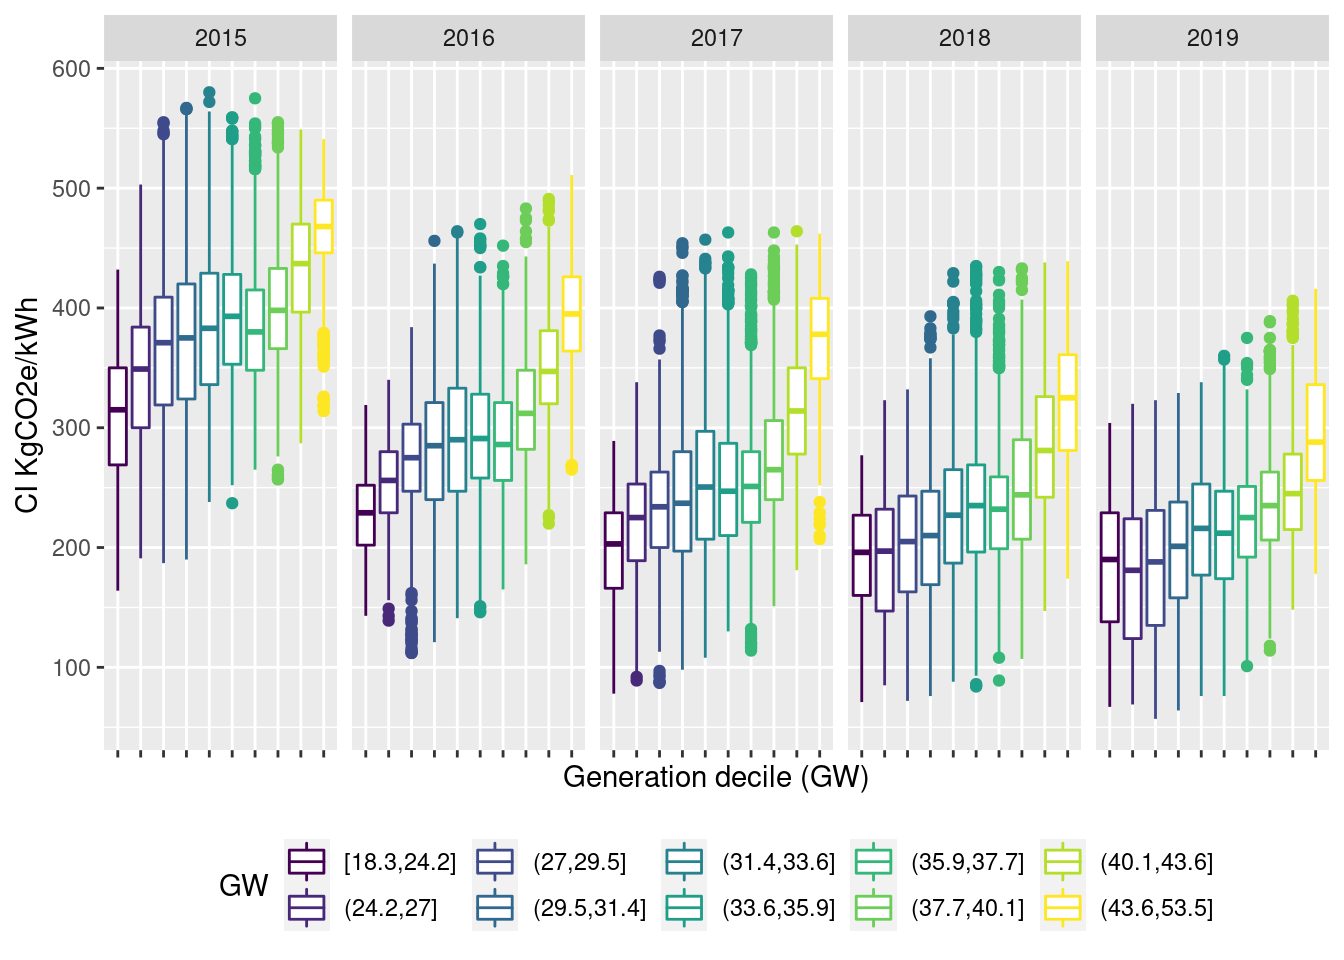 2015 2016 2017 2018 2019
600
500
400
300
200
100
CI KgCO2e/kWh
Generation decile (GW)
GW
[18.3,24.2] (27,29.5] (31.4,33.6] (35.9,37.7] (40.1,43.6]
(24.2,27] (29.5,31.4] (33.6,35.9] (37.7,40.1] (43.6,53.5]